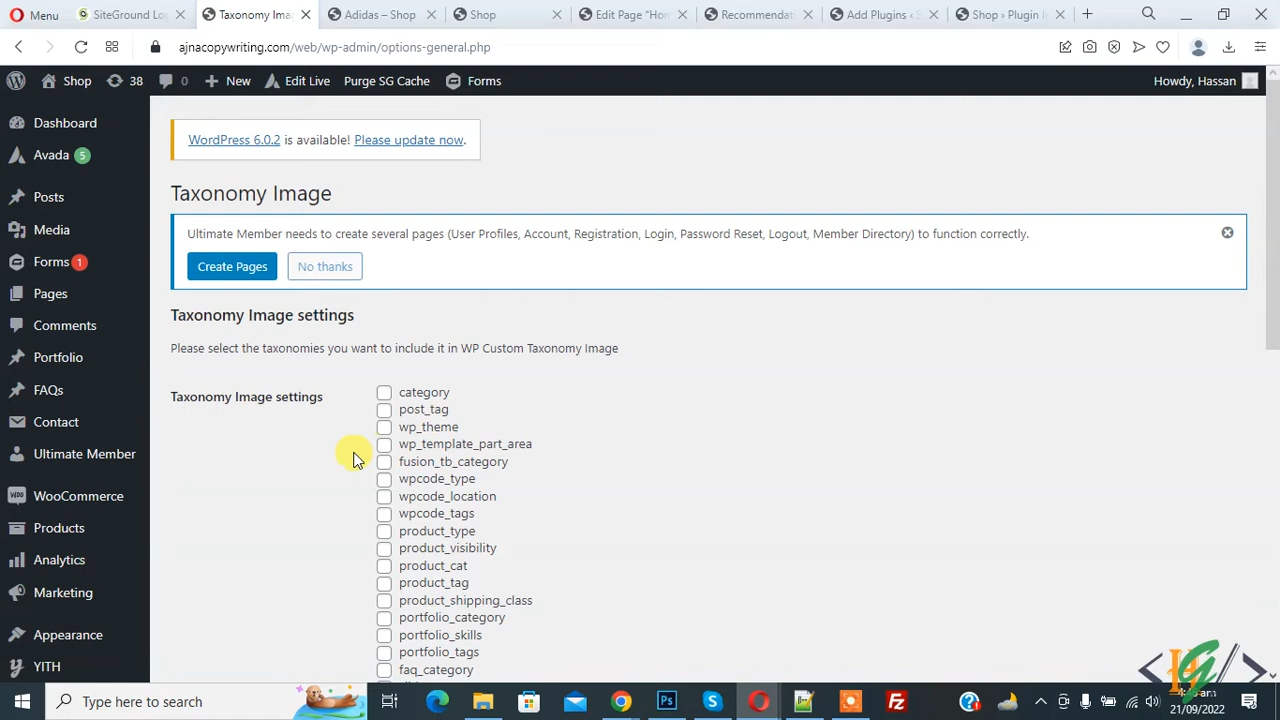 Menu
SiteGround Lo
Taxonomy Ima
Adidas – Shop
Shop
Edit Page "Hom
Recommendat
Add Plugins ‹ S
Shop › Plugin In
ajnacopywriting.com/web/wp-admin/options-general.php
Shop
38
0
New
Edit Live
Purge SG Cache
Forms
Howdy, Hassan
Dashboard
Avada 5
Posts
Media
Forms 1
Pages
Comments
Portfolio
FAQs
Contact
Ultimate Member
WooCommerce
Products
Analytics
Marketing
Appearance
YITH
WordPress 6.0.2 is available! Please update now.
Taxonomy Image
Ultimate Member needs to create several pages (User Profiles, Account, Registration, Login, Password Reset, Logout, Member Directory) to function correctly.
Create Pages
No thanks
Taxonomy Image settings
Please select the taxonomies you want to include it in WP Custom Taxonomy Image
Taxonomy Image settings
category
post_tag
wp_theme
wp_template_part_area
fusion_tb_category
wpcode_type
wpcode_location
wpcode_tags
product_type
product_visibility
product_cat
product_tag
product_shipping_class
portfolio_category
portfolio_skills
portfolio_tags
faq_category
Type here to search
21/09/2022